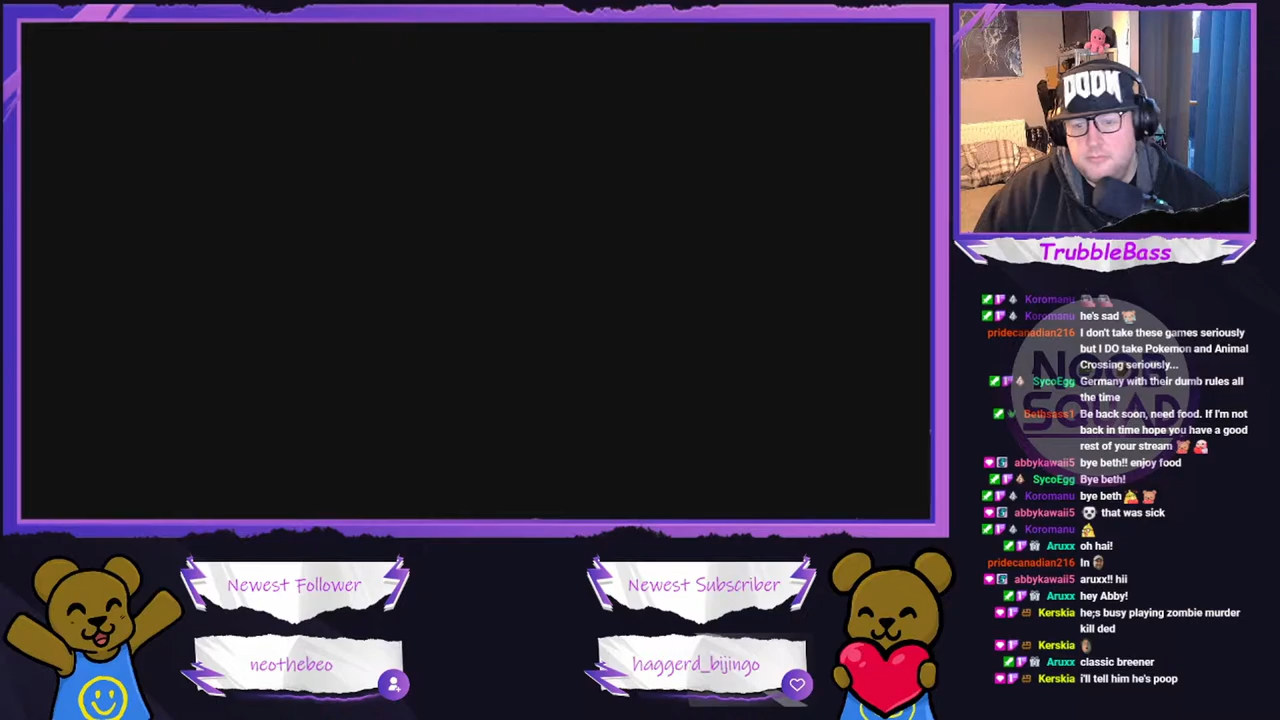 DOOM
TrubbleBass
Koromanu
Koromanu he's sad
pridecanadian216 I don't take these games seriously
but I DO take Pokemon and Animal
Crossing seriously...
SycoEgg Germany with their dumb rules all
the time
Bethsass1 Be back soon, need food. If I'm not
back in time hope you have a good
rest of your stream
abbykawaii5 bye beth!! enjoy food
SycoEgg Bye beth!
Koromanu bye beth
abbykawaii5 that was sick
Koromanu
Aruxx oh hai!
pridecanadian216 In
abbykawaii5 aruxx!! hii
Aruxx hey Abby!
Kerskia he;s busy playing zombie murder
kill ded
Kerskia
Aruxx classic breener
Kerskia i'll tell him he's poop
NOOB
SQUAD
Newest Follower
neothebeo
Newest Subscriber
haggerd_bijingo